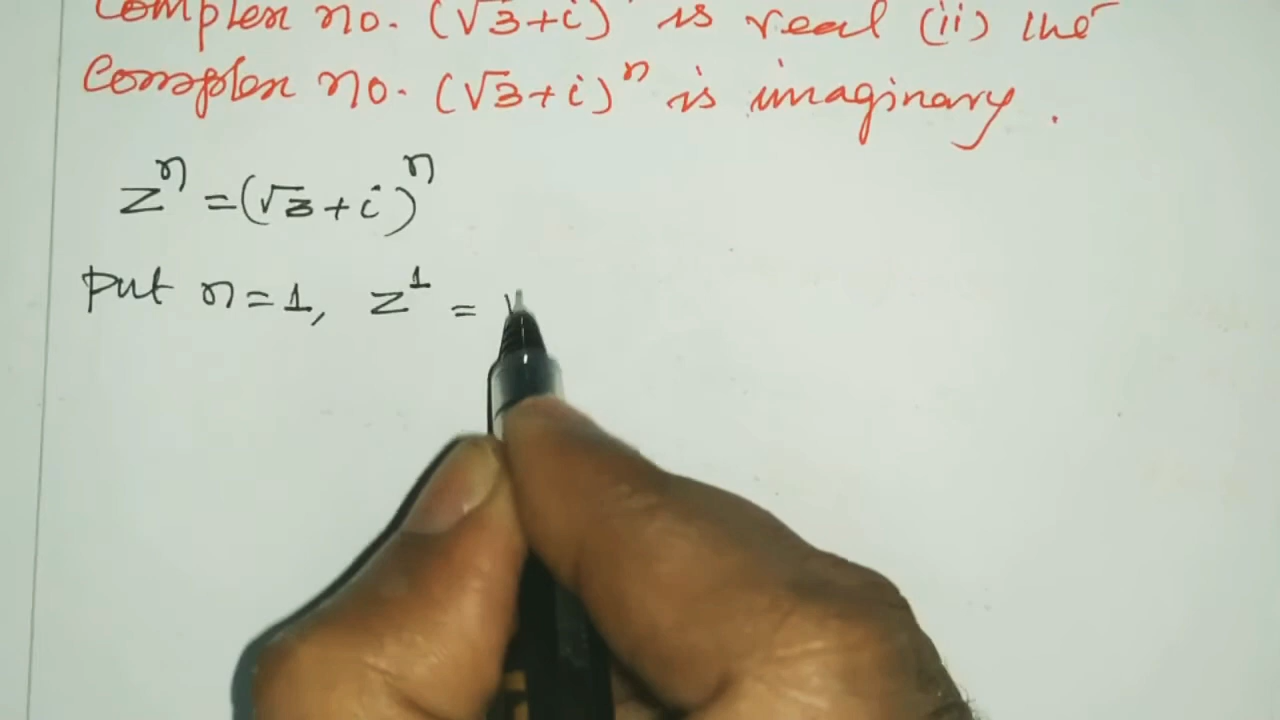 Complex no. (√3+i) is real (ii) the
Complex no. (√3+i)ⁿ is imaginary.
zⁿ = (√3+i)ⁿ
Put n=1, z¹ =